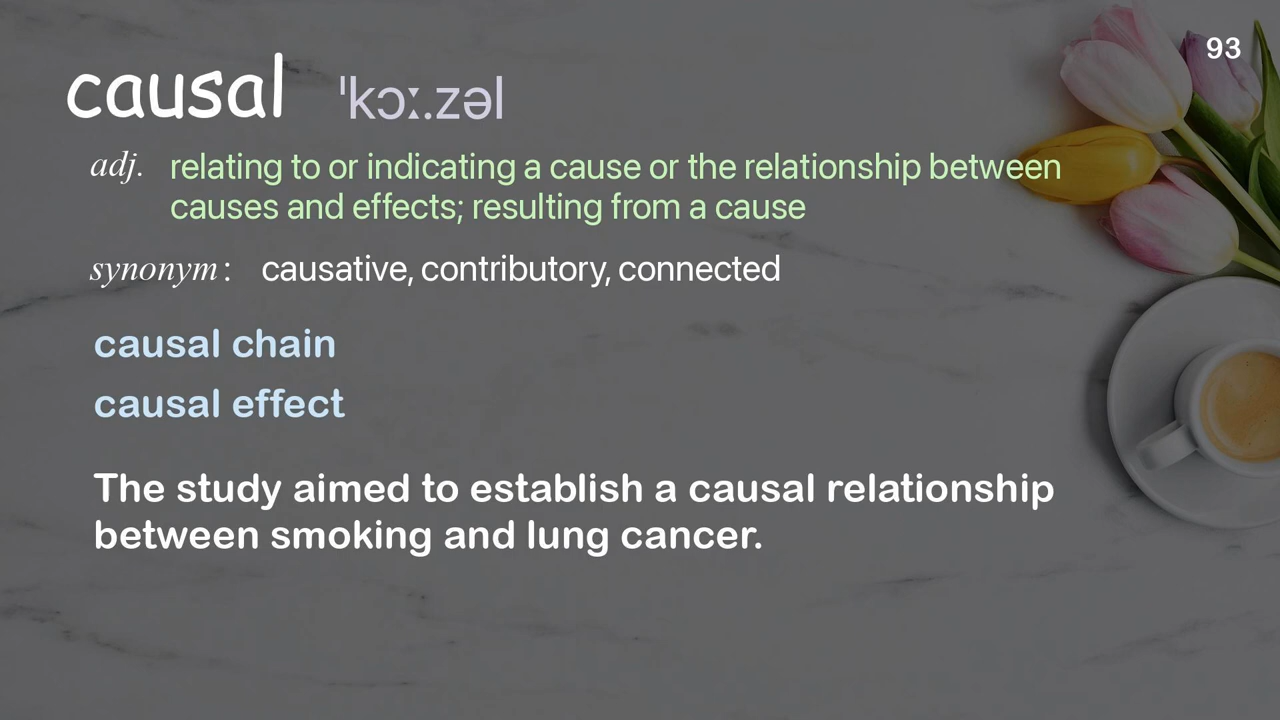 93
causal ˈkɔː.zəl
adj. relating to or indicating a cause or the relationship between
causes and effects; resulting from a cause
synonym: causative, contributory, connected
causal chain
causal effect
The study aimed to establish a causal relationship
between smoking and lung cancer.